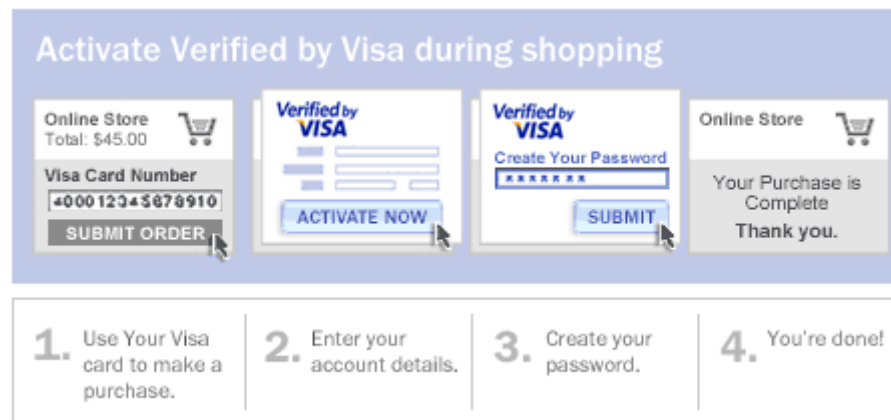 Activate Verified by Visa during shopping
Online Store
Total: $45.00
Visa Card Number
400012345678910
SUBMIT ORDER
Verified by
VISA
ACTIVATE NOW
Verified by
VISA
Create Your Password
*******
SUBMIT
Online Store
Your Purchase is
Complete
Thank you.
1. Use Your Visa
card to make a
purchase.
2. Enter your
account details.
3. Create your
password.
4. You're done!